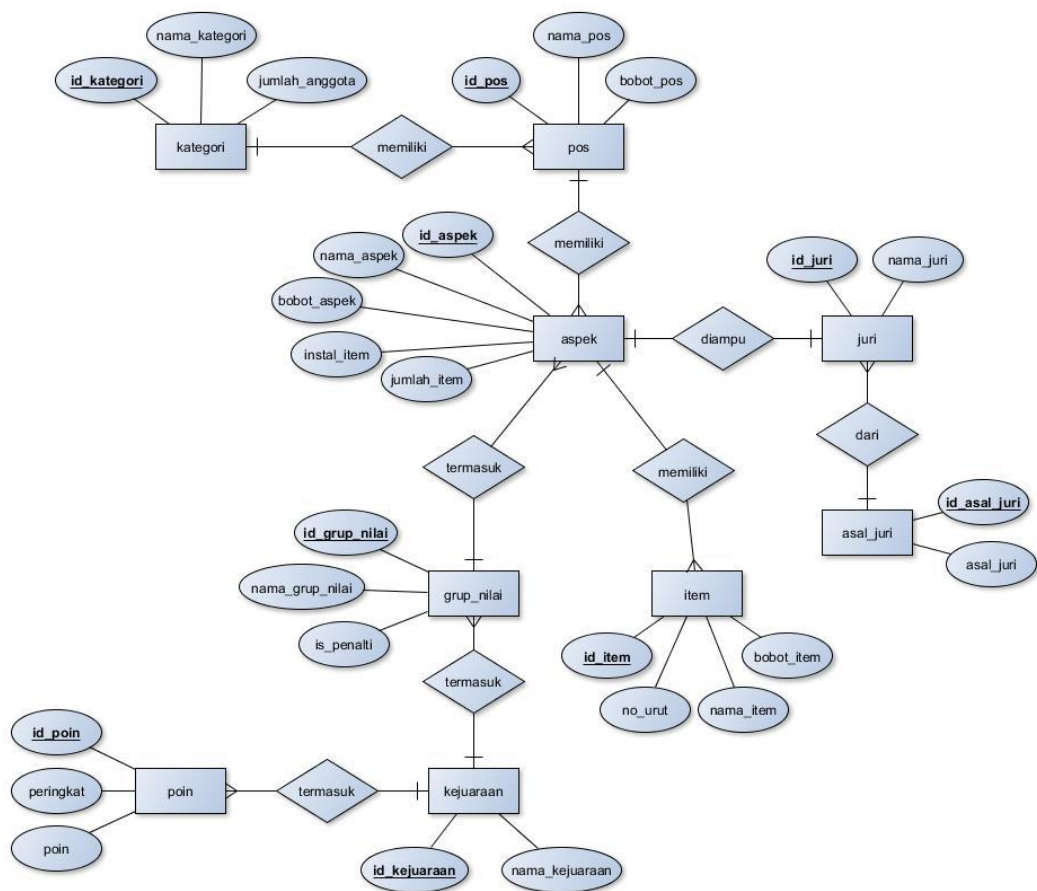 nama_kategori
id_kategori
jumlah_anggota
kategori
memiliki
nama_pos
id_pos
bobot_pos
pos
memiliki
id_aspek
nama_aspek
bobot_aspek
instal_item
jumlah_item
aspek
diampu
id_juri
nama_juri
juri
dari
id_asal_juri
asal_juri
asal_juri
termasuk
memiliki
id_grup_nilai
nama_grup_nilai
grup_nilai
is_penalti
item
id_item
bobot_item
no_urut
nama_item
termasuk
id_poin
peringkat
poin
poin
termasuk
kejuaraan
id_kejuaraan
nama_kejuaraan